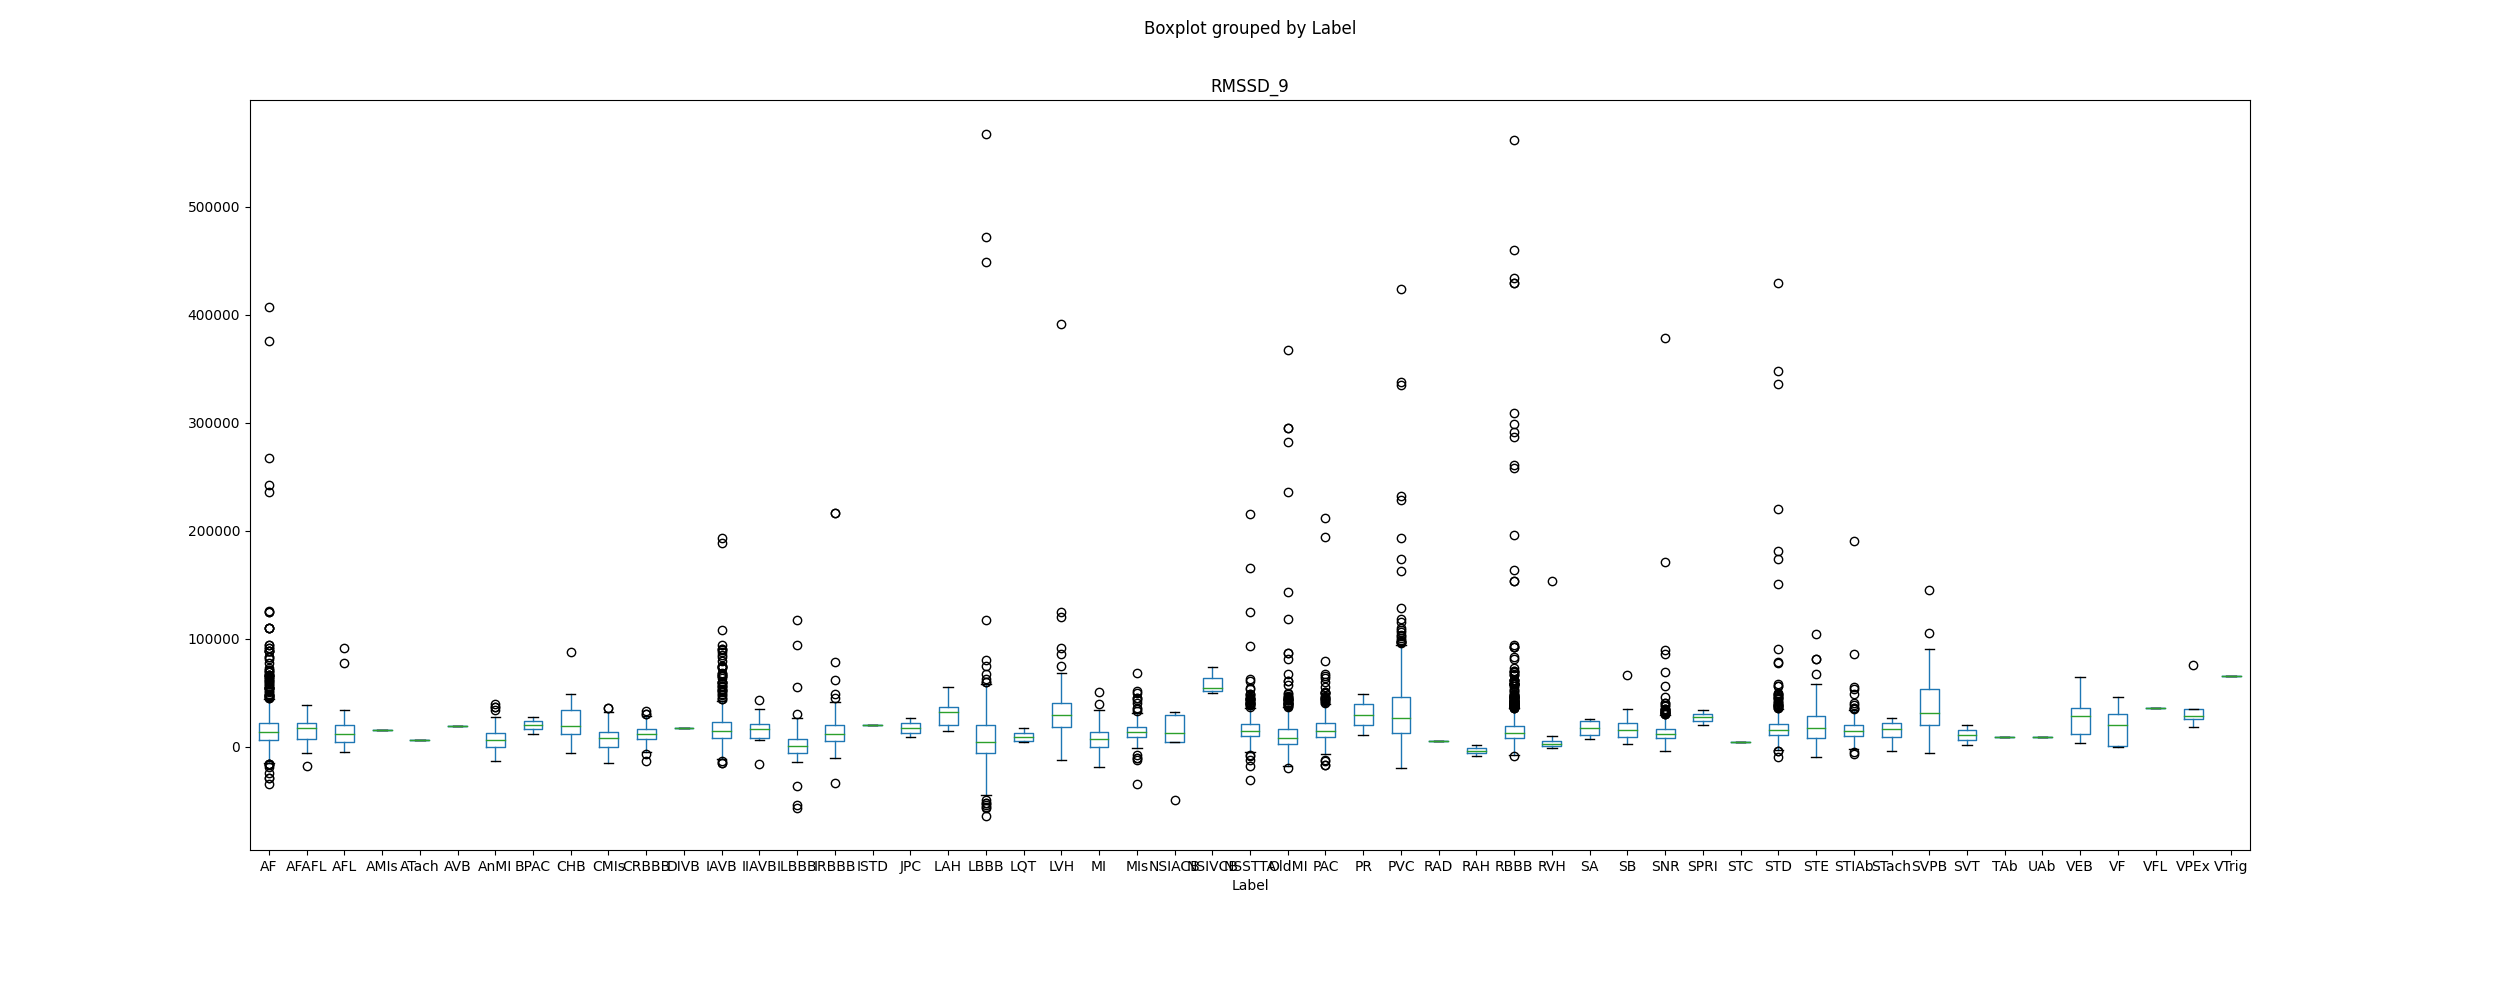 Boxplot grouped by Label
RMSSD_9
500000
400000
300000
200000
100000
0
AF AFAFL AFL AMIs ATach AVB AnMI BPAC CHB CMIs CRBBB DIVB IAVB IIAVB ILBBB IRBBB ISTD JPC LAH LBBB LQT LVH MI MIs NSIACB NSIVCB NSSTTA OldMI PAC PR PVC RAD RAH RBBB RVH SA SB SNR SPRI STC STD STE STIAb STach SVPB SVT TAb UAb VEB VF VFL VPEx VTrig
Label